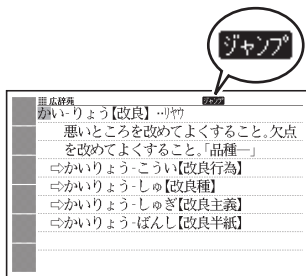 ジャンプ
広辞苑 ジャンプ
かい-りょう【改良】‥リヤウ
悪いところを改めてよくすること。欠点
を改めてよくすること。「品種―」
⇨かいりょう-こうい【改良行為】
⇨かいりょう-しゅ【改良種】
⇨かいりょう-しゅぎ【改良主義】
⇨かいりょう-ばんし【改良半紙】